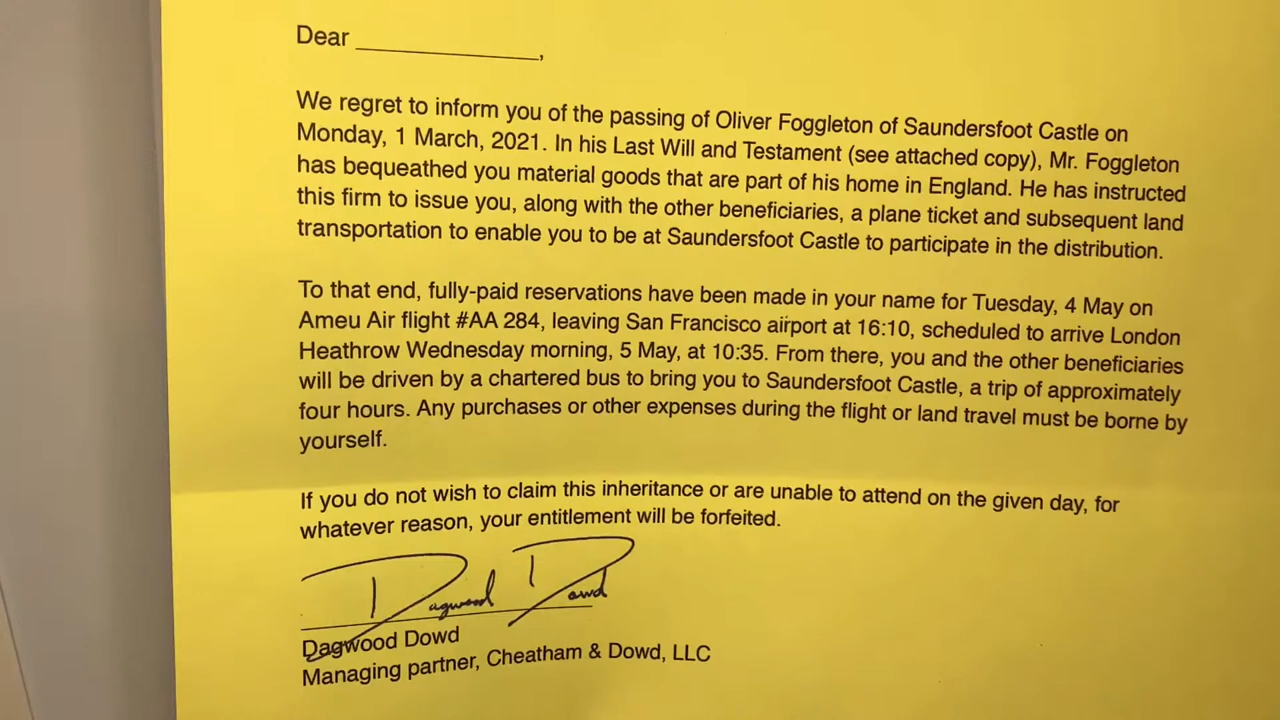 Dear ____________,
We regret to inform you of the passing of Oliver Foggleton of Saundersfoot Castle on
Monday, 1 March, 2021. In his Last Will and Testament (see attached copy), Mr. Foggleton
has bequeathed you material goods that are part of his home in England. He has instructed
this firm to issue you, along with the other beneficiaries, a plane ticket and subsequent land
transportation to enable you to be at Saundersfoot Castle to participate in the distribution.
To that end, fully-paid reservations have been made in your name for Tuesday, 4 May on
Ameu Air flight #AA 284, leaving San Francisco airport at 16:10, scheduled to arrive London
Heathrow Wednesday morning, 5 May, at 10:35. From there, you and the other beneficiaries
will be driven by a chartered bus to bring you to Saundersfoot Castle, a trip of approximately
four hours. Any purchases or other expenses during the flight or land travel must be borne by
yourself.
If you do not wish to claim this inheritance or are unable to attend on the given day, for
whatever reason, your entitlement will be forfeited.
Dagwood Dowd
Dagwood Dowd
Managing partner, Cheatham & Dowd, LLC